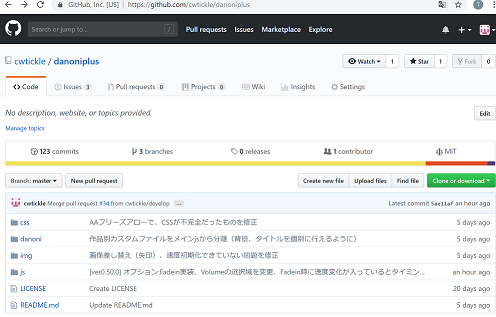 GitHub, Inc. [US] | https://github.com/cwtickle/danoniplus
Search or jump to... / Pull requests Issues Marketplace Explore
cwtickle / danoniplus Watch 1 Star 1 Fork 0
Code Issues 3 Pull requests 0 Projects 0 Wiki Insights Settings
No description, website, or topics provided. Edit
Manage topics
123 commits 3 branches 0 releases 1 contributor MIT
Branch: master New pull request Create new file Upload files Find file Clone or download
cwtickle Merge pull request #34 from cwtickle/develop ... Latest commit 5ae11af an hour ago
css AAフリーズアローで、CSSが不完全だったものを修正 5 days ago
danoni 作品別カスタムファイルをメインjsから分離（背景、タイトルを個別に行えるように） 5 days ago
img 画像差し替え（矢印）、速度初期化できていない問題を修正 5 days ago
js [ver0.50.0] オプション:Fadein実装、Volumeの選択域を変更、Fadein時に速度変化が入っているとタイミン... an hour ago
LICENSE Create LICENSE 20 days ago
README.md Update README.md 5 days ago